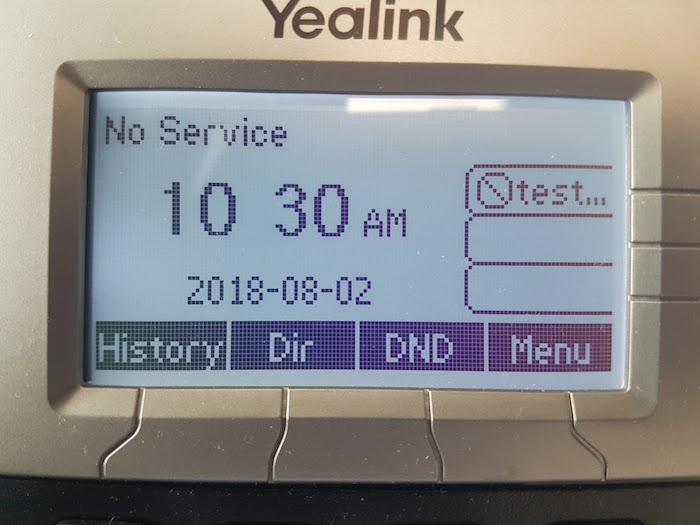 Yealink
No Service
test...
10 30 AM
2018-08-02
History Dir DND Menu